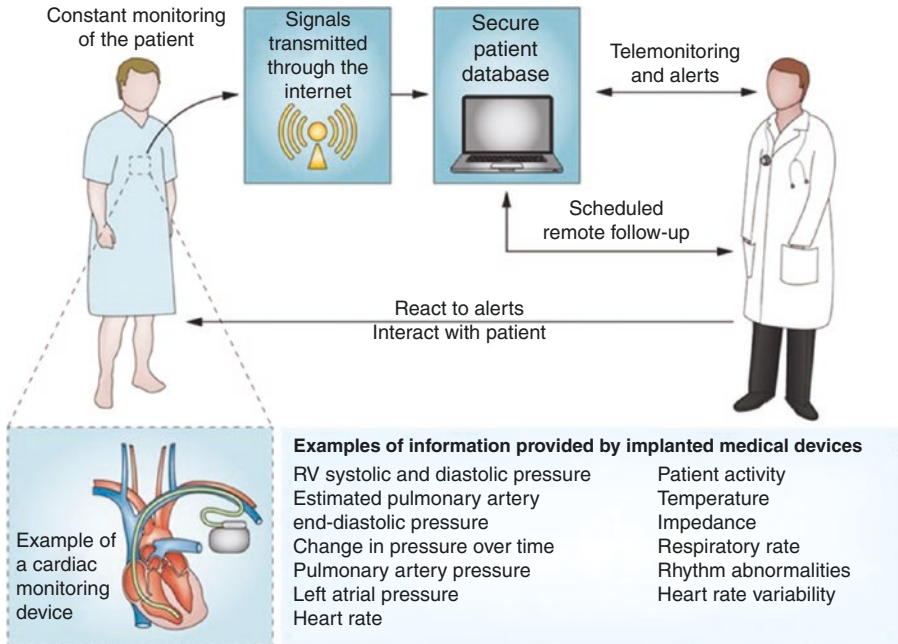 Constant monitoring
of the patient
Signals
transmitted
through the
internet
Secure
patient
database
Telemonitoring
and alerts
Scheduled
remote follow-up
React to alerts
Interact with patient
Example of
a cardiac
monitoring
device
Examples of information provided by implanted medical devices
RV systolic and diastolic pressure
Estimated pulmonary artery
end-diastolic pressure
Change in pressure over time
Pulmonary artery pressure
Left atrial pressure
Heart rate
Patient activity
Temperature
Impedance
Respiratory rate
Rhythm abnormalities
Heart rate variability